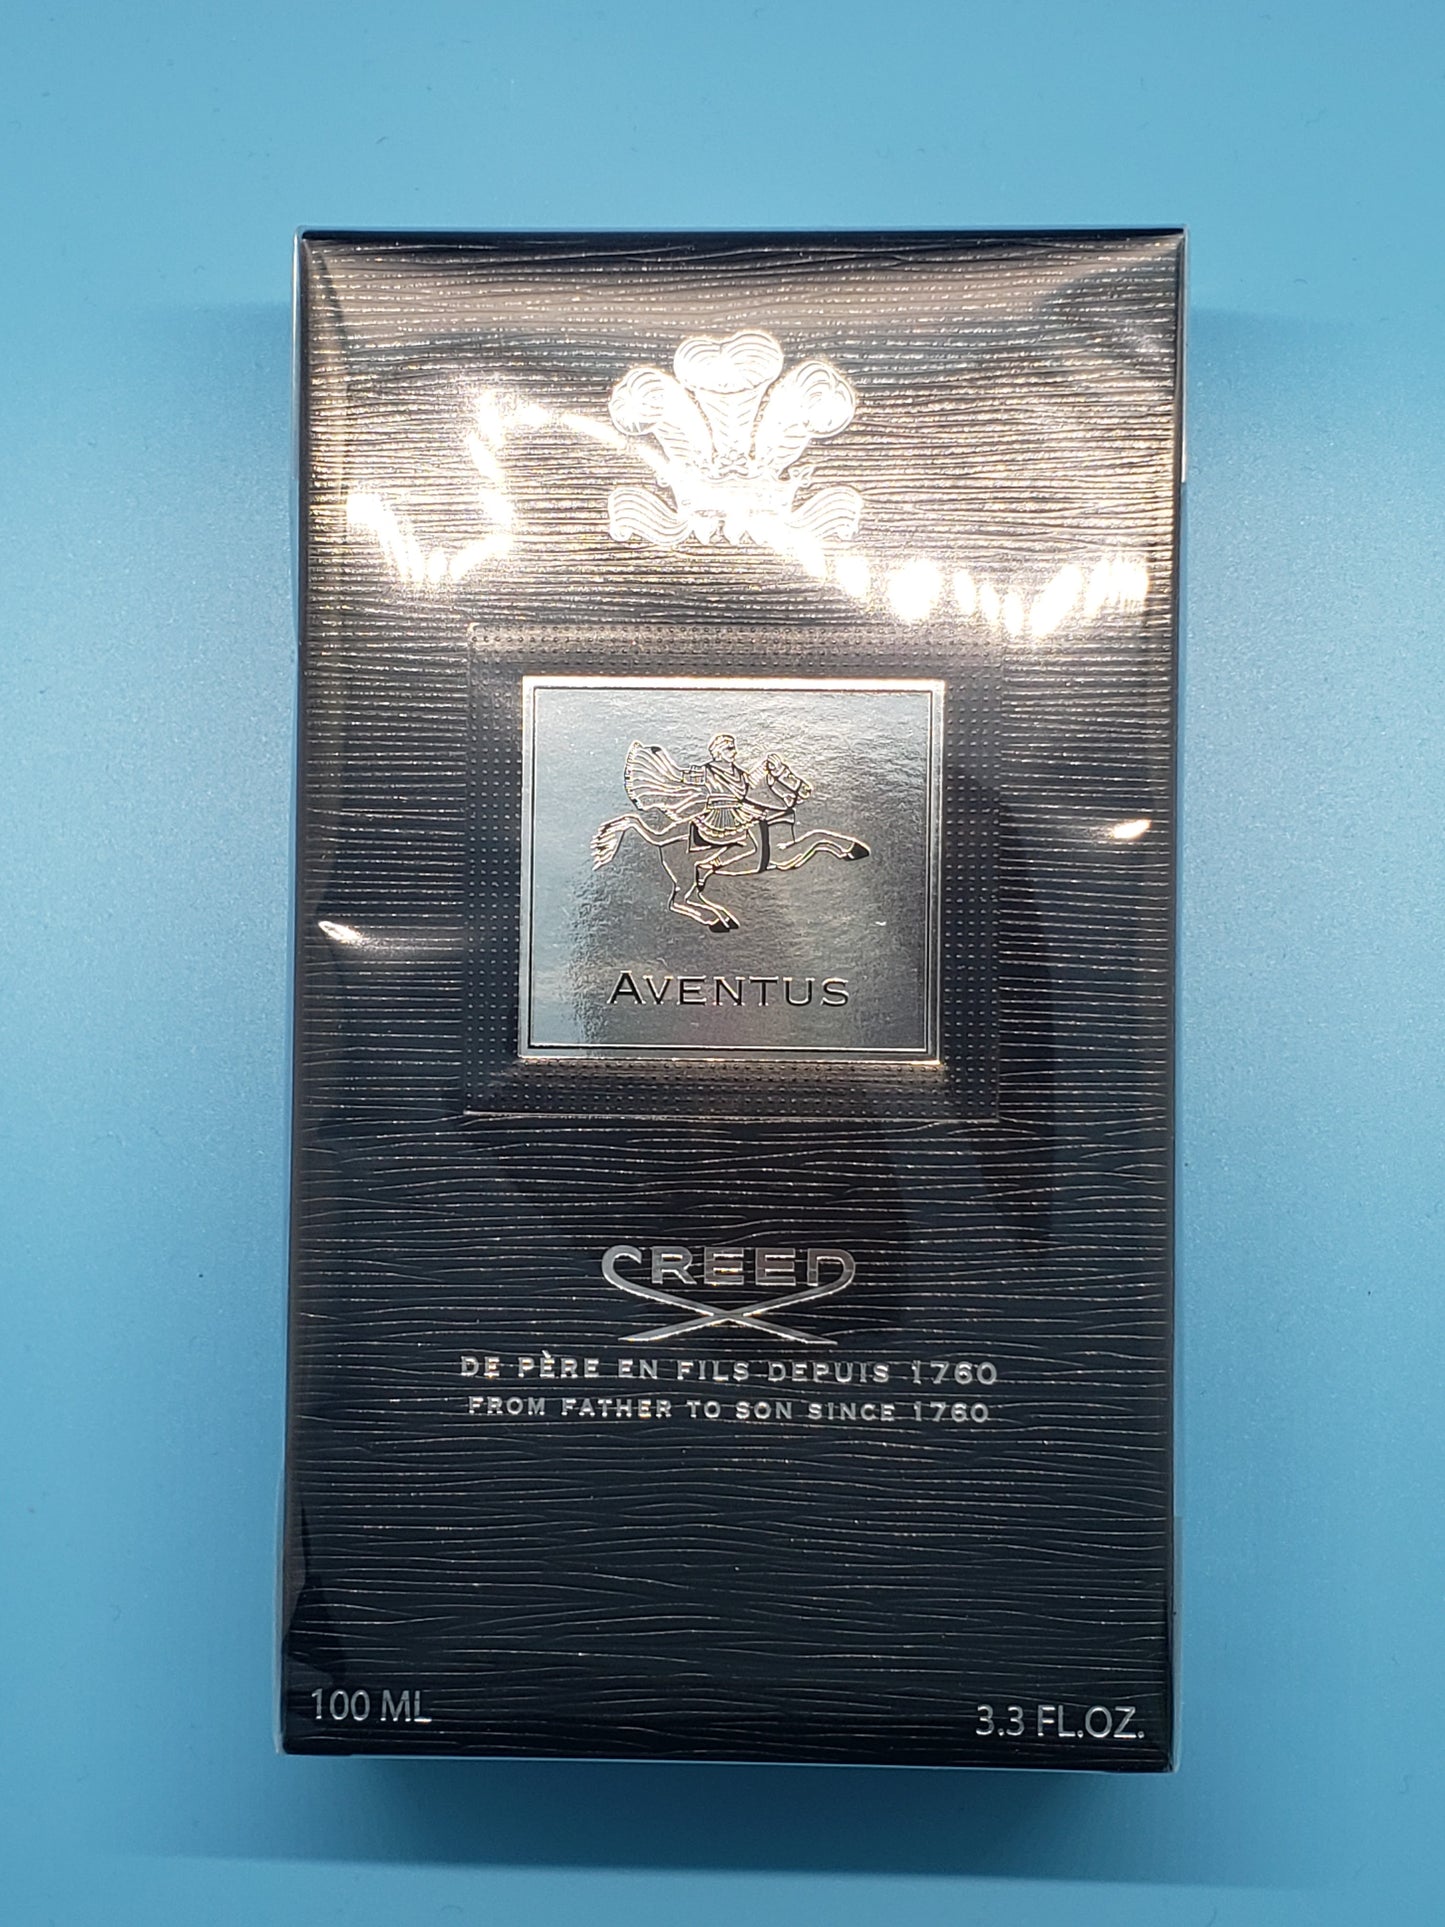 AVENTUS
CREED
DE PÈRE EN FILS DEPUIS 1760
FROM FATHER TO SON SINCE 1760
100 ML
3.3 FL.OZ.